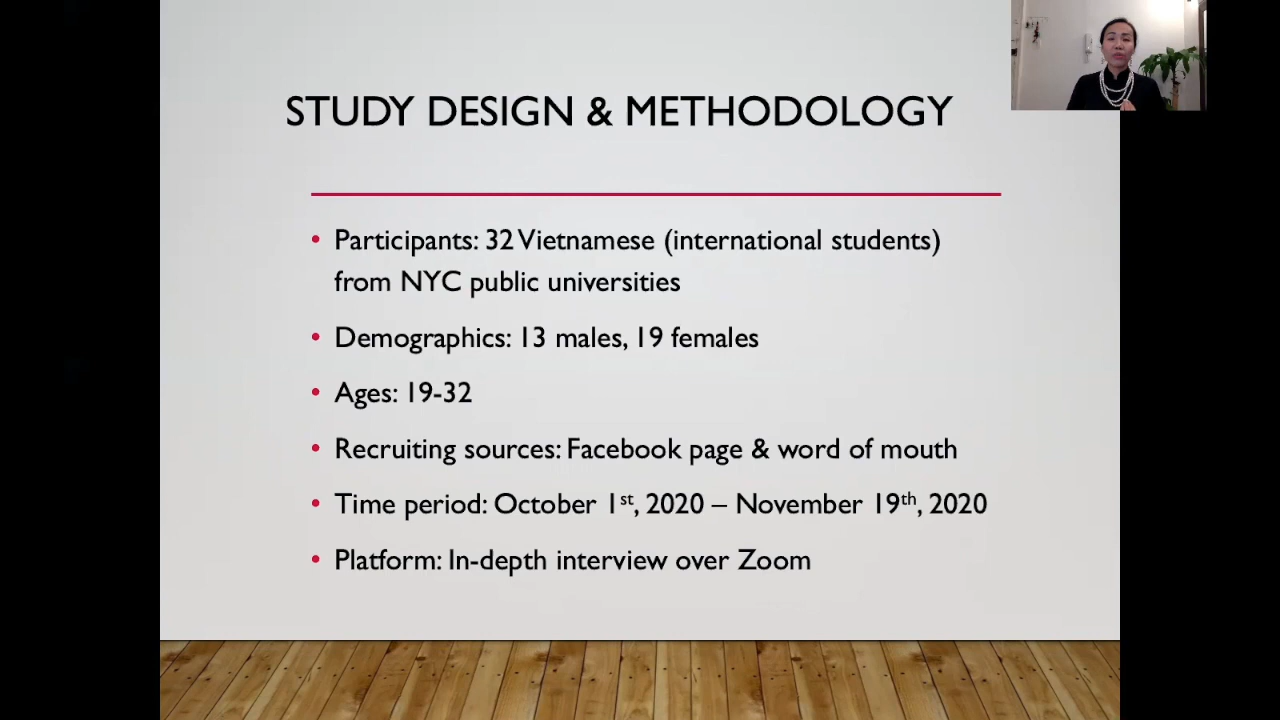 STUDY DESIGN & METHODOLOGY
• Participants: 32 Vietnamese (international students)
from NYC public universities
• Demographics: 13 males, 19 females
• Ages: 19-32
• Recruiting sources: Facebook page & word of mouth
• Time period: October 1st, 2020 – November 19th, 2020
• Platform: In-depth interview over Zoom